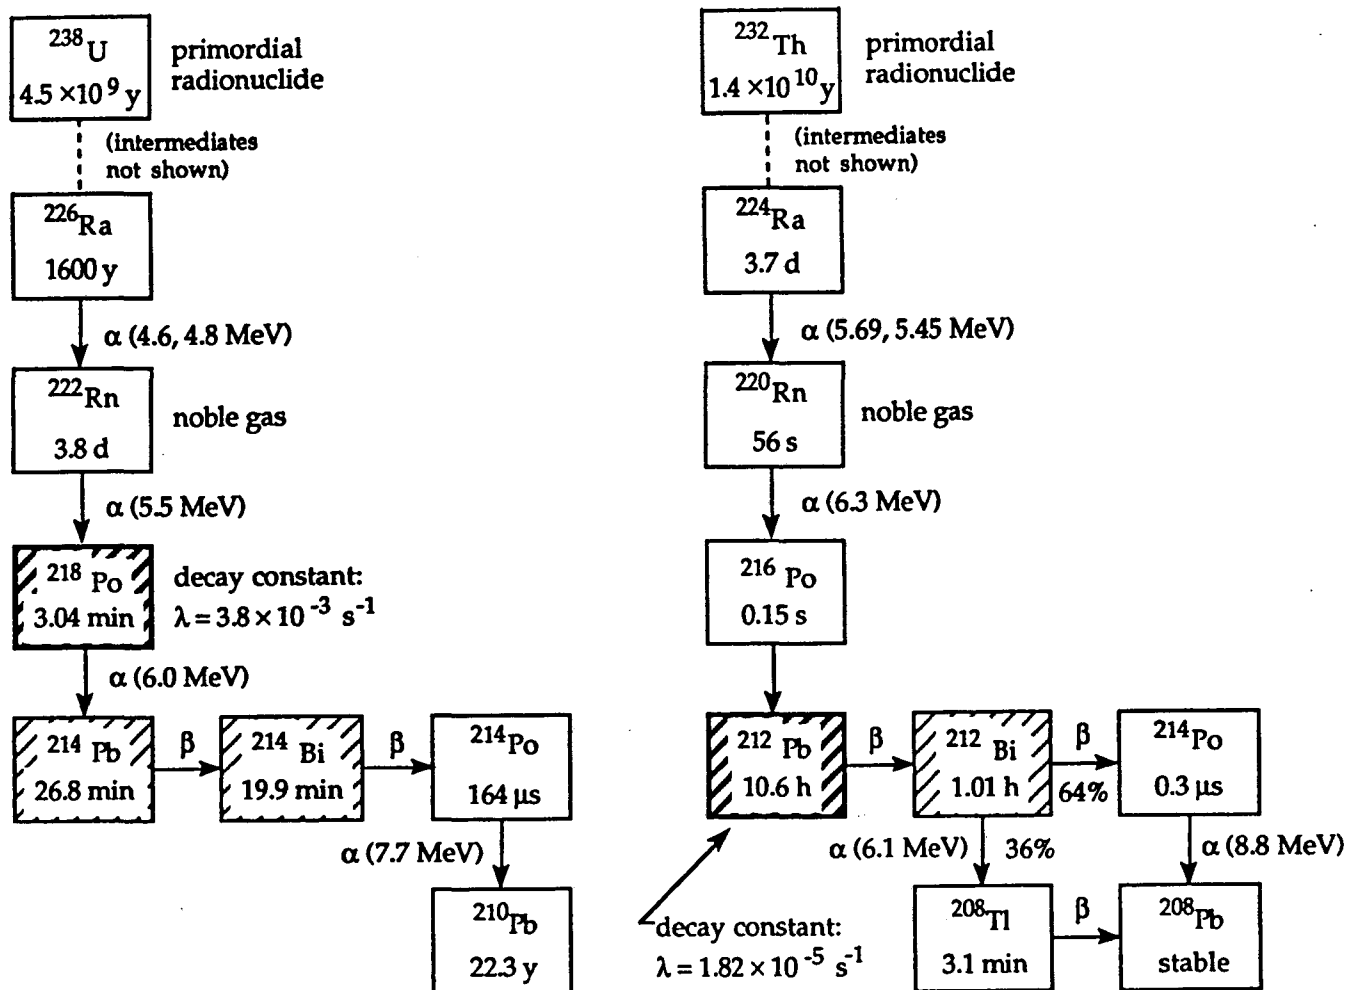 238U
4.5 ×10 9 y
primordial
radionuclide
(intermediates
not shown)
226Ra
1600 y
α (4.6, 4.8 MeV)
222Rn
3.8 d
noble gas
α (5.5 MeV)
218 Po
3.04 min
decay constant:
λ = 3.8 × 10 -3 s-1
α (6.0 MeV)
214 Pb
26.8 min
β
214 Bi
19.9 min
β
214Po
164 μs
α (7.7 MeV)
210Pb
22.3 y
232Th
1.4 ×10 10 y
primordial
radionuclide
(intermediates
not shown)
224Ra
3.7 d
α (5.69, 5.45 MeV)
220Rn
56 s
noble gas
α (6.3 MeV)
216 Po
0.15 s
212 Pb
10.6 h
β
212 Bi
1.01 h
β
64%
214Po
0.3 μs
α (6.1 MeV)
36%
α (8.8 MeV)
decay constant:
λ = 1.82 × 10 -5 s-1
208Tl
3.1 min
β
208Pb
stable